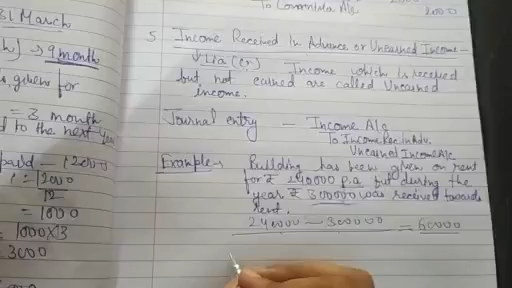 31 March
→ 9 month
given for
= 3 month
to the next year
paid — 12000
12000
12
= 1000
1000 x 3
= 3000
To Commission A/c
2000
5 Income Received In Advance or Unearned Income -
↓ Lia (cr) Income which is received
but not earned are called Unearned
income.
Journal entry — Income A/c
To Income Rec in Adv.
Unearned Income A/c
Example - Building has been given on rent
for ₹ 240000 p.a but during the
year ₹ 300000 was received towards
rent.
240000 — 300000 = 60000